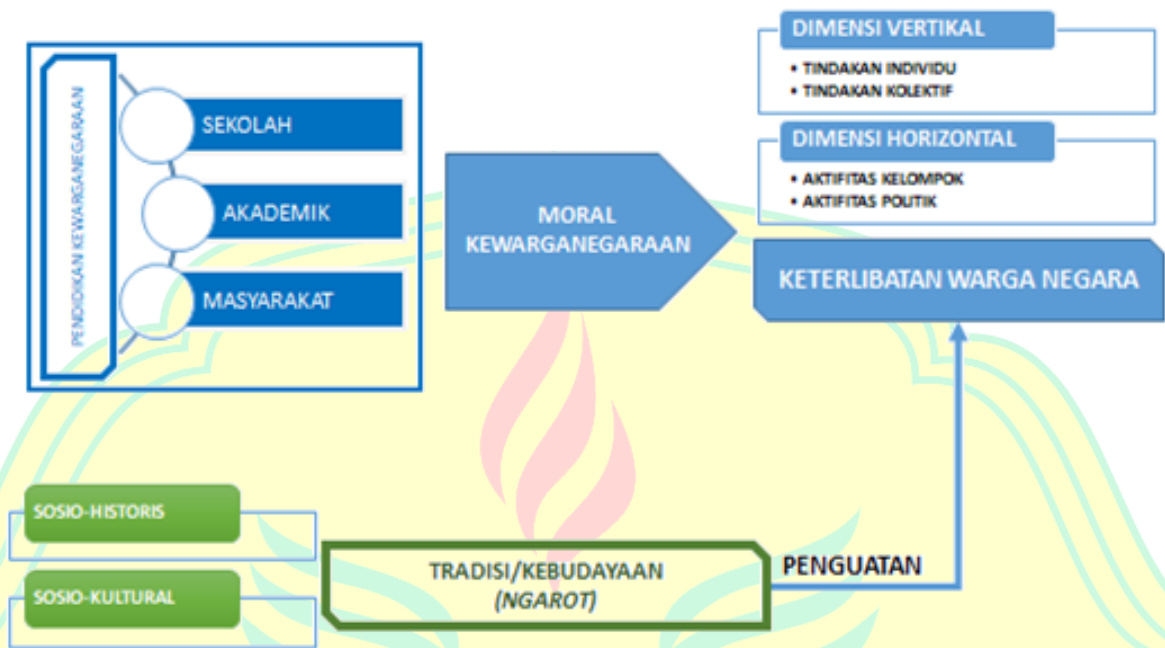 PENDIDIKAN KEWARGANEGARAAN
SEKOLAH
AKADEMIK
MASYARAKAT
MORAL
KEWARGANEGARAAN
DIMENSI VERTIKAL
• TINDAKAN INDIVIDU
• TINDAKAN KOLEKTIF
DIMENSI HORIZONTAL
• AKTIFITAS KELOMPOK
• AKTIFITAS POLITIK
KETERLIBATAN WARGA NEGARA
SOSIO-HISTORIS
SOSIO-KULTURAL
TRADISI/KEBUDAYAAN
(NGAROT)
PENGUATAN